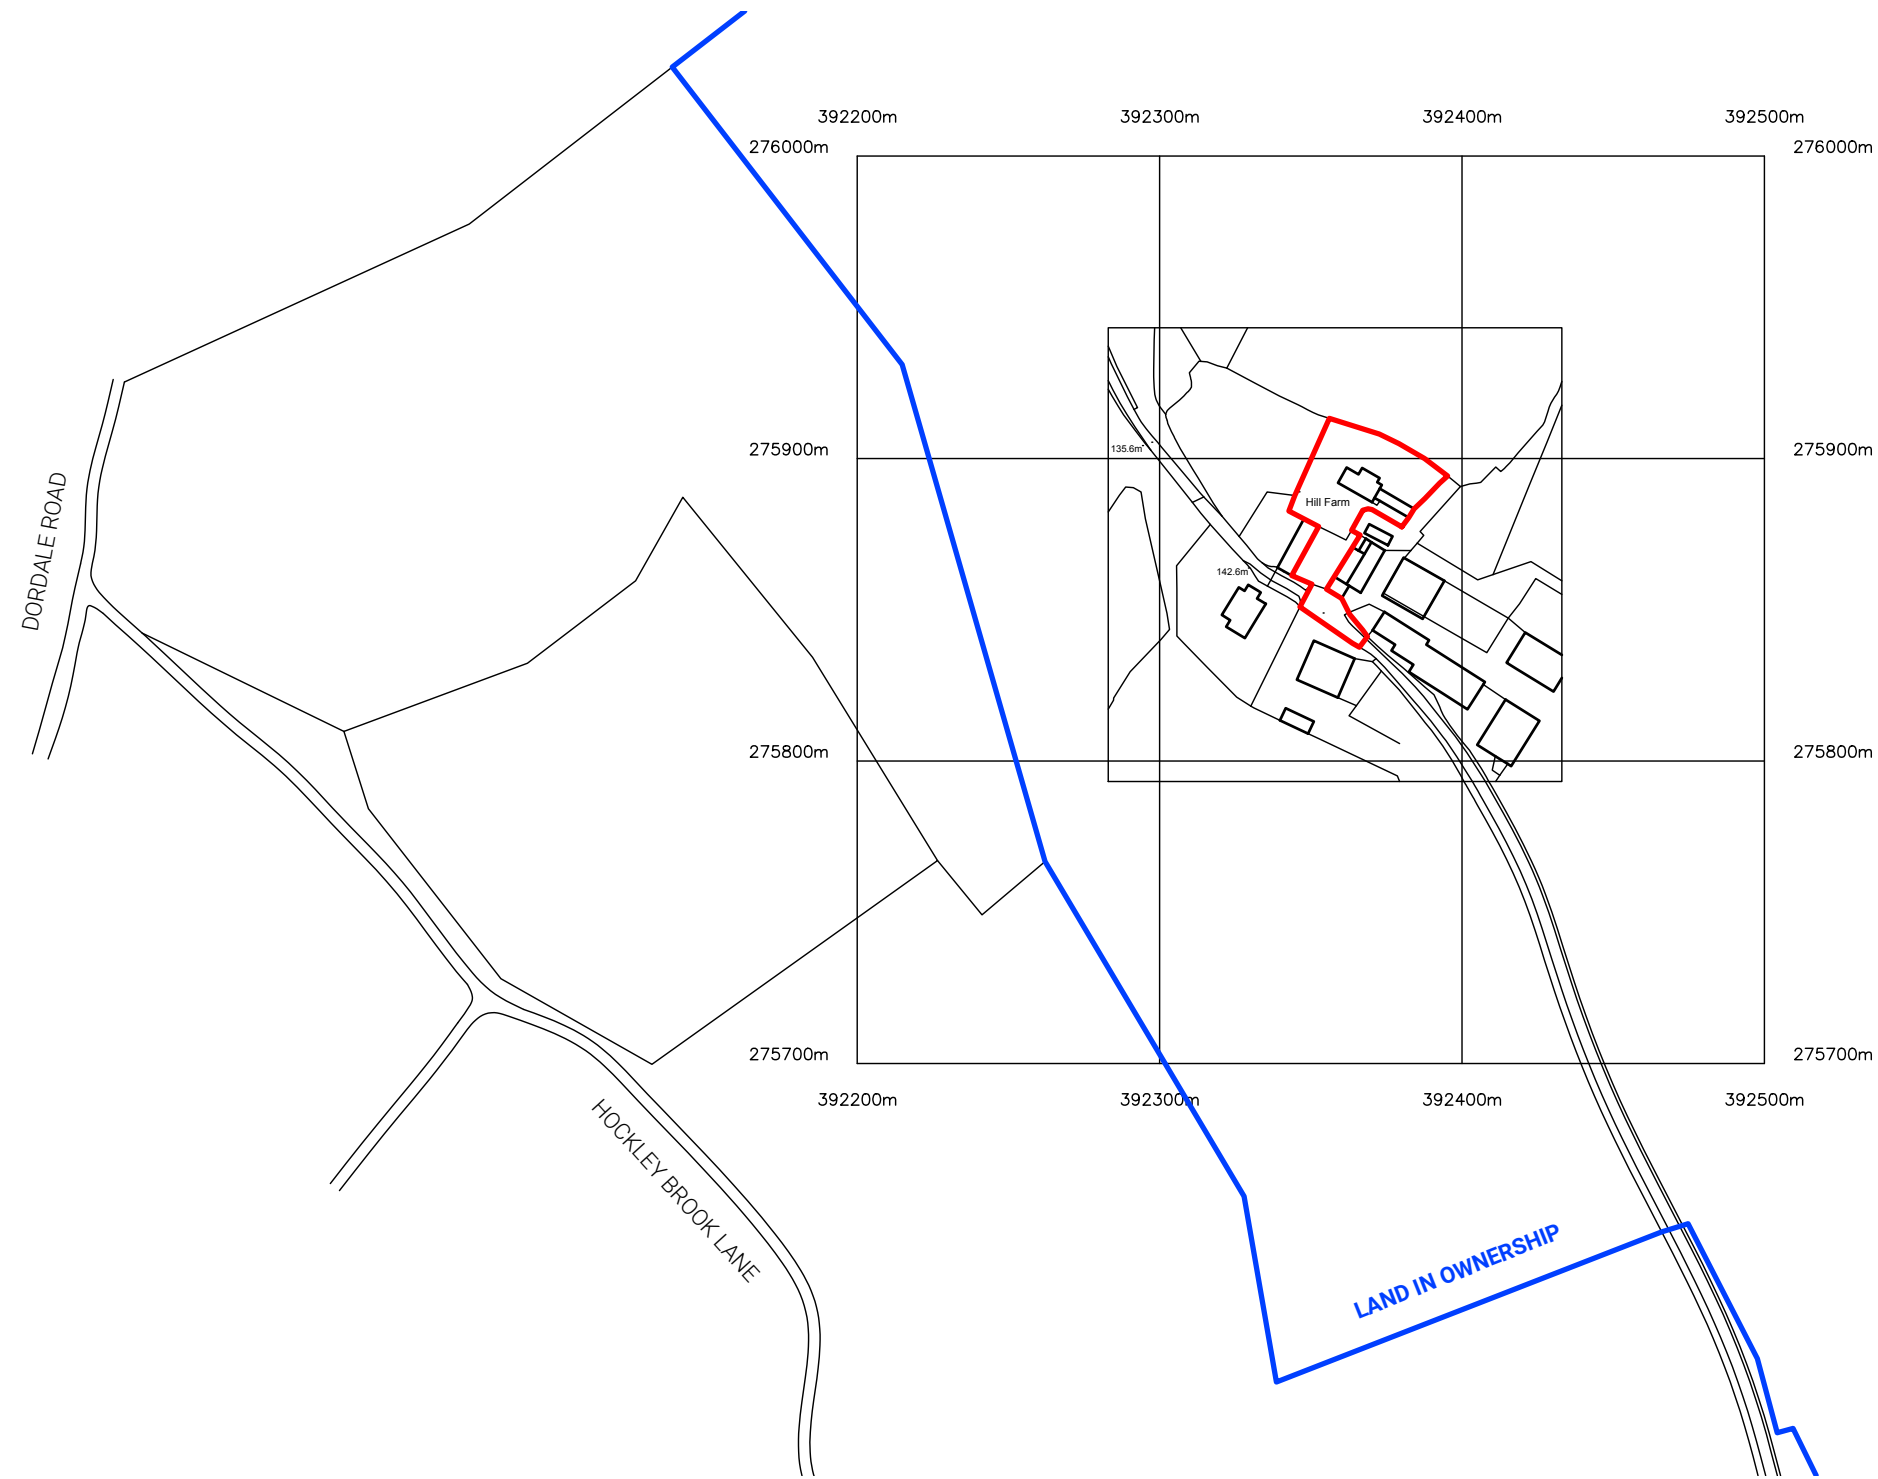 392200m
392300m
392400m
392500m
276000m
276000m
275900m
275900m
135.6m
Hill Farm
142.6m
DORDALE ROAD
275800m
275800m
275700m
275700m
392200m
392300m
392400m
392500m
HOCKLEY BROOK LANE
LAND IN OWNERSHIP